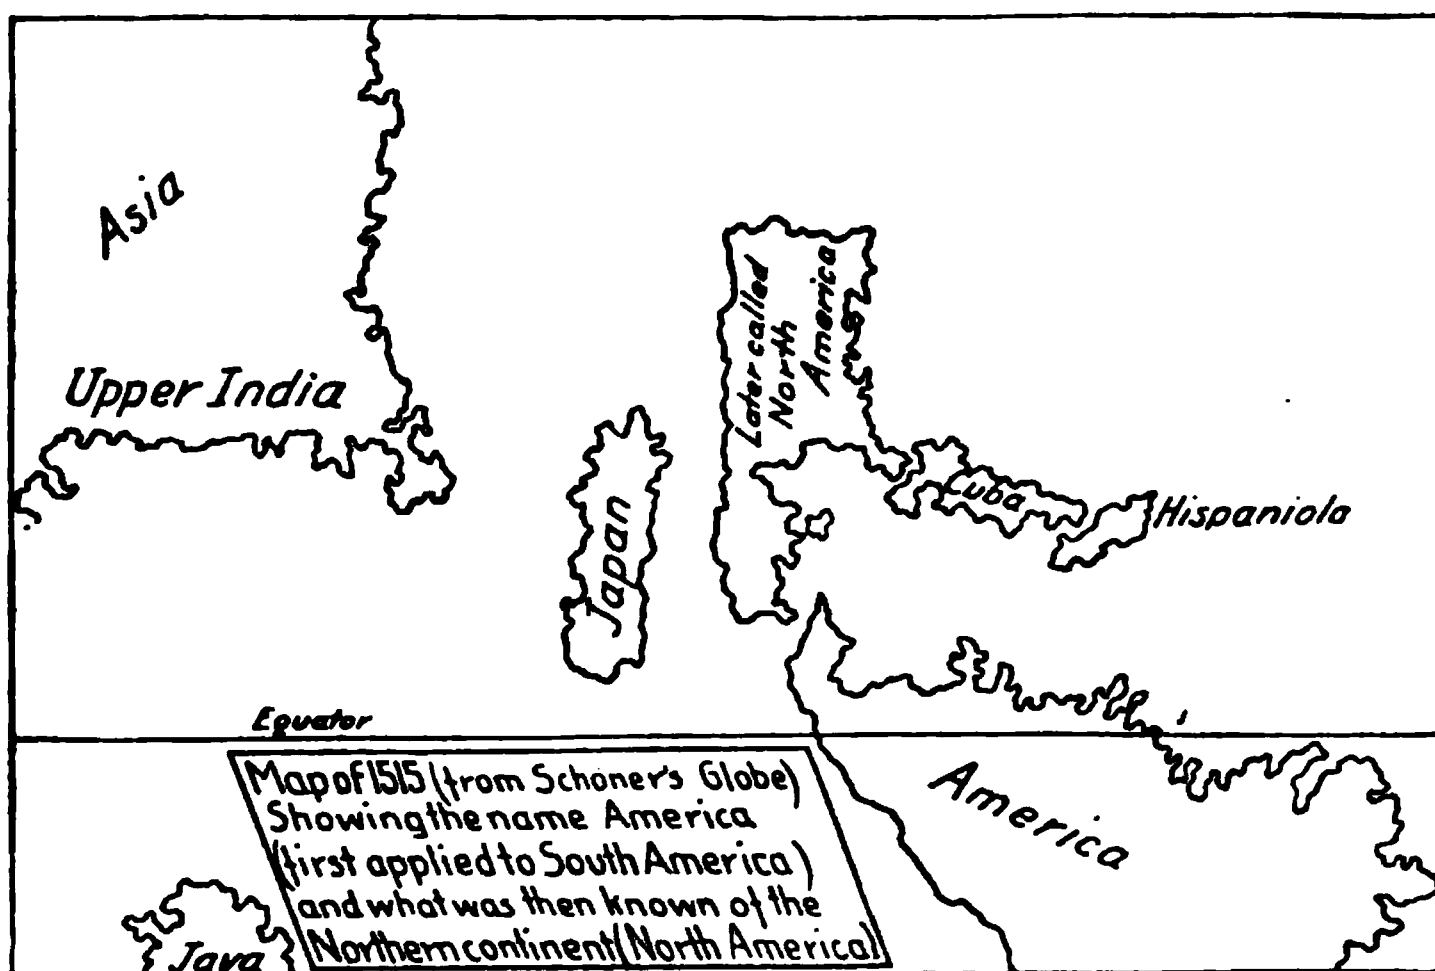 Asia
Later called
North
America
Upper India
Cuba
Hispaniola
Japan
Equator
Map of 1515 (from Schoner's Globe)
Showing the name America
(first applied to South America)
and what was then known of the
Northern continent (North America)
America
Java